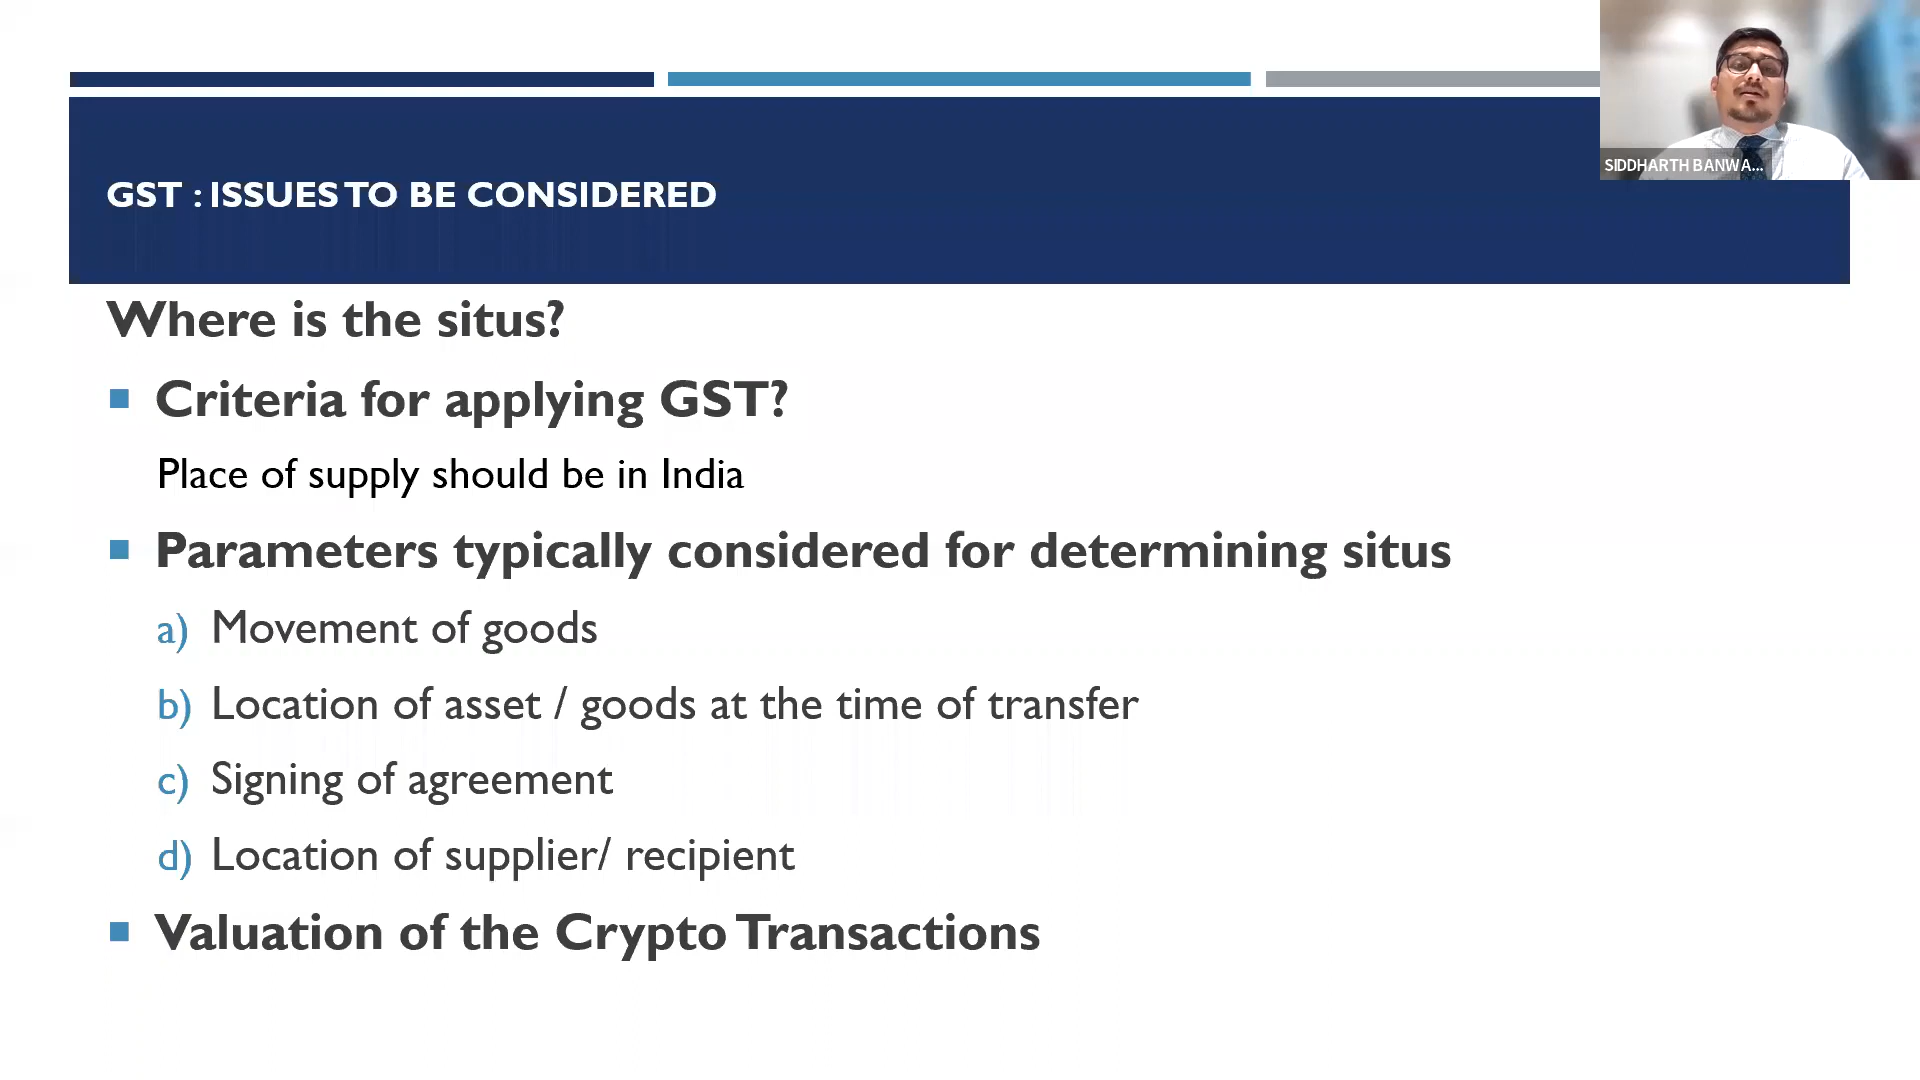 SIDDHARTH BANWA...
GST : ISSUES TO BE CONSIDERED
Where is the situs?
Criteria for applying GST?
Place of supply should be in India
Parameters typically considered for determining situs
a) Movement of goods
b) Location of asset / goods at the time of transfer
c) Signing of agreement
d) Location of supplier/ recipient
Valuation of the Crypto Transactions